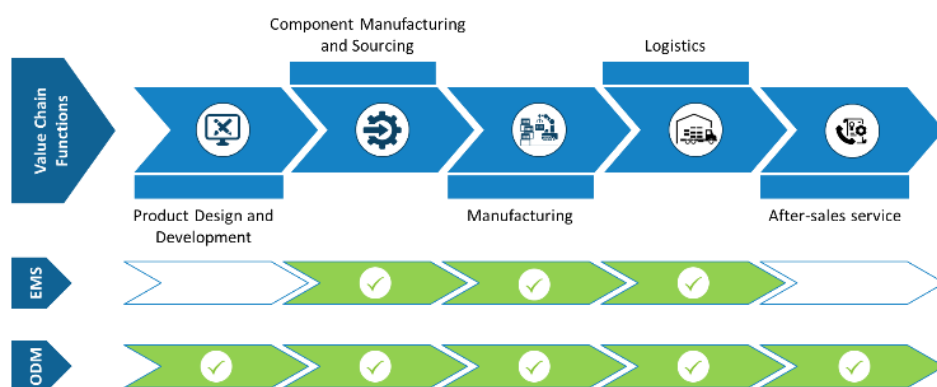 Component Manufacturing
and Sourcing
Logistics
Value Chain
Functions
Product Design and
Development
Manufacturing
After-sales service
EMS
ODM